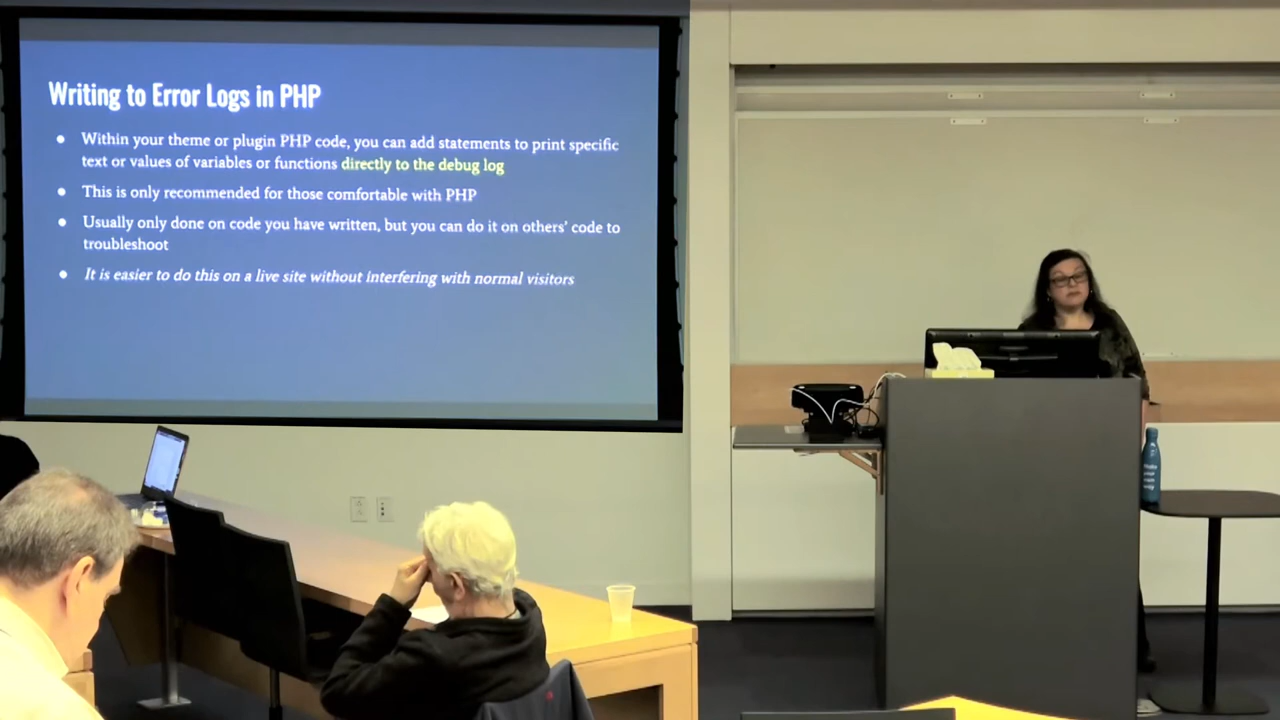 Writing to Error Logs in PHP
● Within your theme or plugin PHP code, you can add statements to print specific
text or values of variables or functions directly to the debug log
● This is only recommended for those comfortable with PHP
● Usually only done on code you have written, but you can do it on others' code to
troubleshoot
● It is easier to do this on a live site without interfering with normal visitors